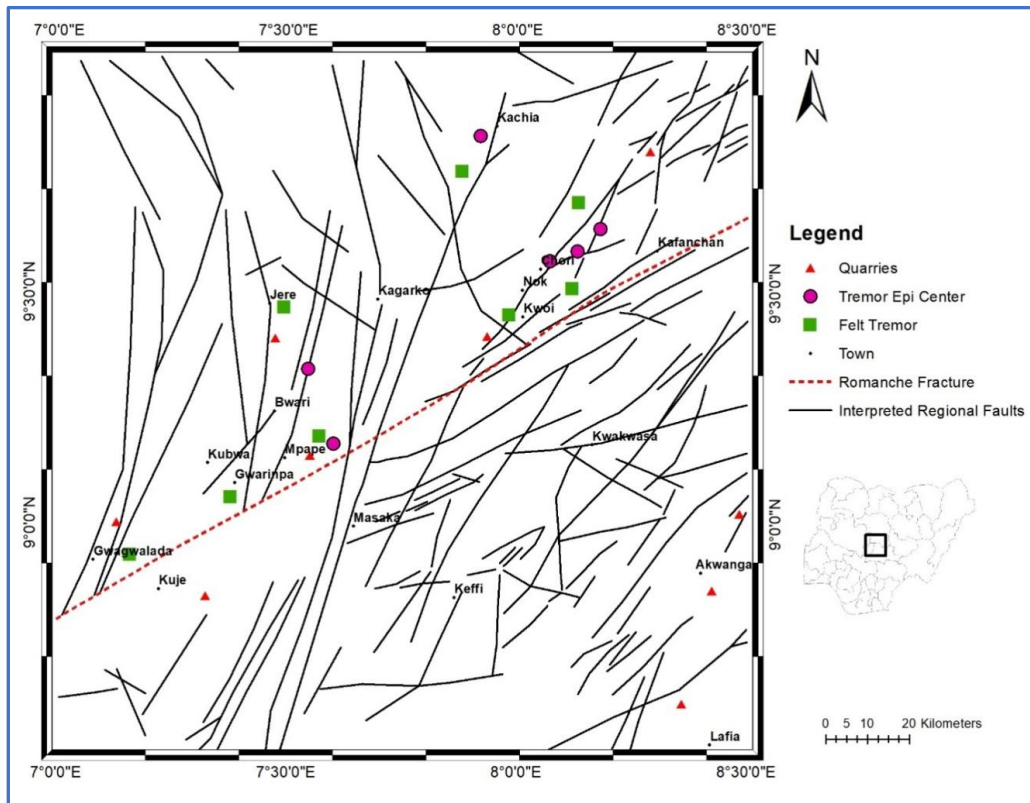 7°0'0"E 7°30'0"E 8°0'0"E 8°30'0"E
N
Kachia
Kafanchan
Chori
Nok
Kagarko
Jere
Kwoi
9°30'0"N 9°30'0"N
Legend
Quarries
Tremor Epi Center
Felt Tremor
Town
Romanche Fracture
Interpreted Regional Faults
Bwari
Kwakwasa
Mpape
Kubwa
Gwarinpa
Masaka
9°0'0"N 9°0'0"N
Gwagwalada
Akwanga
Kuje
Keffi
Lafia
0 5 10 20 Kilometers
7°0'0"E 7°30'0"E 8°0'0"E 8°30'0"E